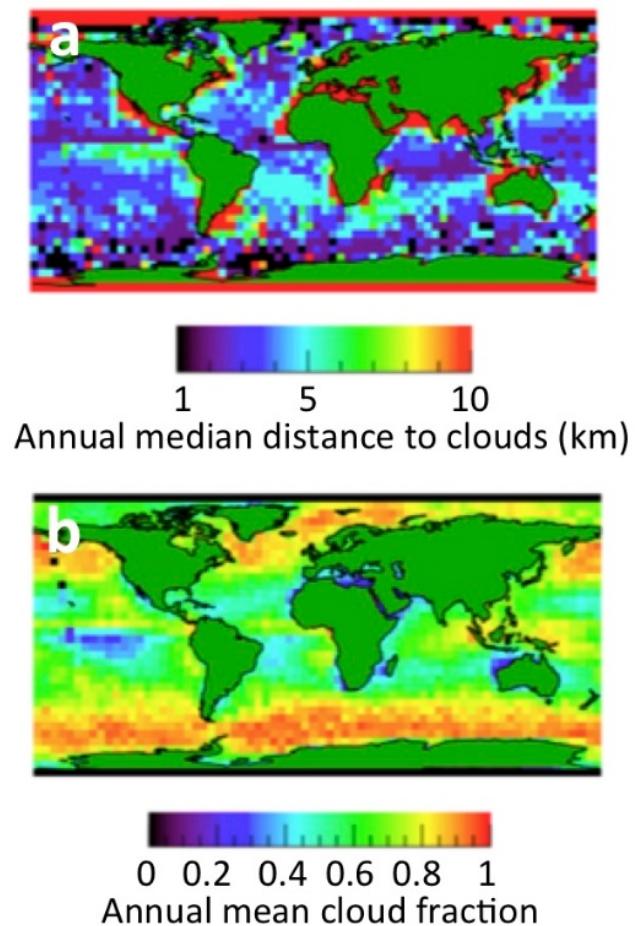 a
1 5 10
Annual median distance to clouds (km)
b
0 0.2 0.4 0.6 0.8 1
Annual mean cloud fraction